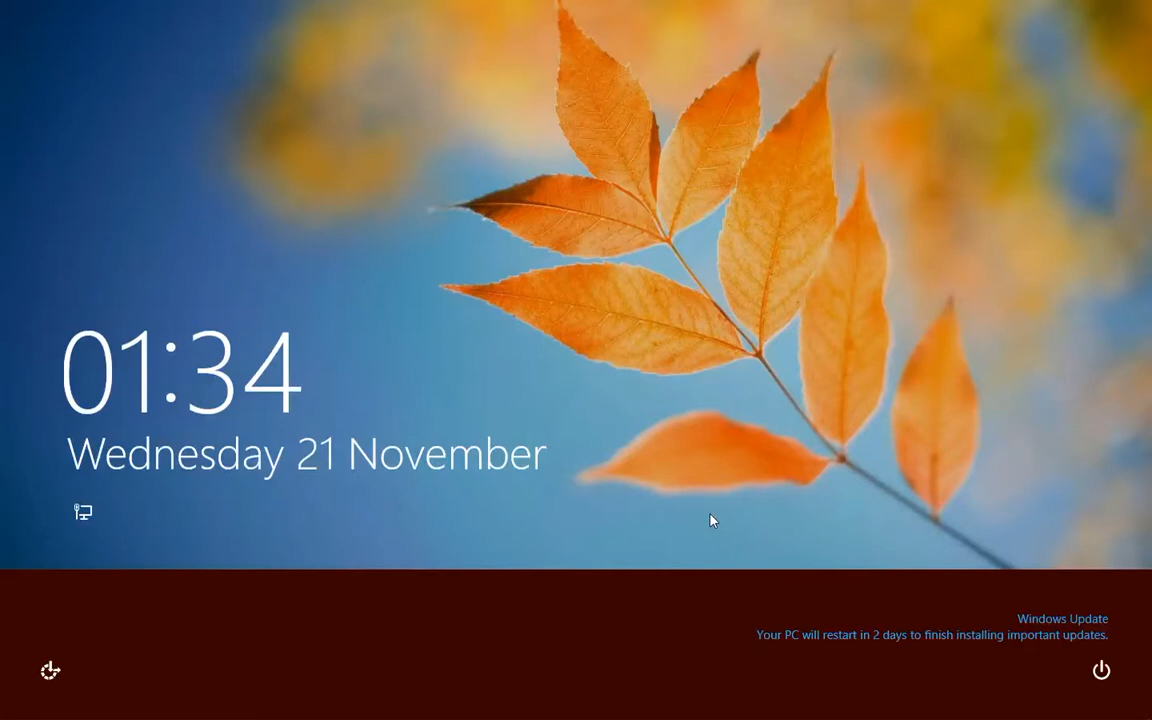 01:34
Wednesday 21 November
Windows Update
Your PC will restart in 2 days to finish installing important updates.